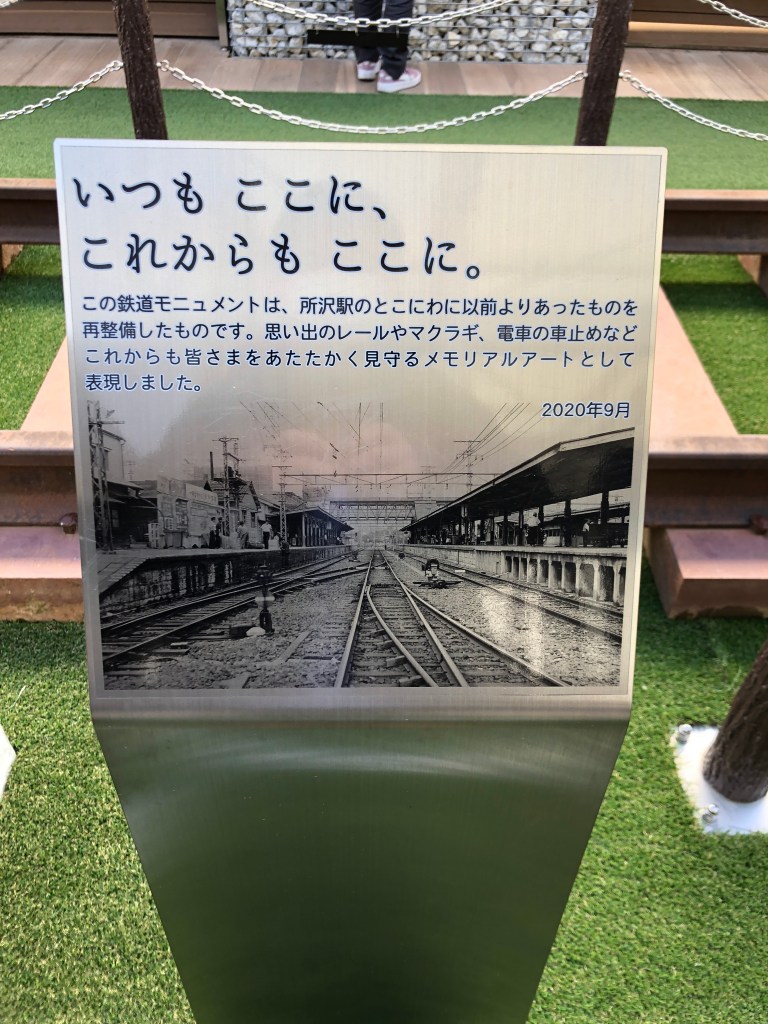 いつも ここに、
これからも ここに。
この鉄道モニュメントは、所沢駅のとこにわに以前よりあったものを
再整備したものです。思い出のレールやマクラギ、電車の車止めなど
これからも皆さまをあたたかく見守るメモリアルアートとして
表現しました。
2020年9月